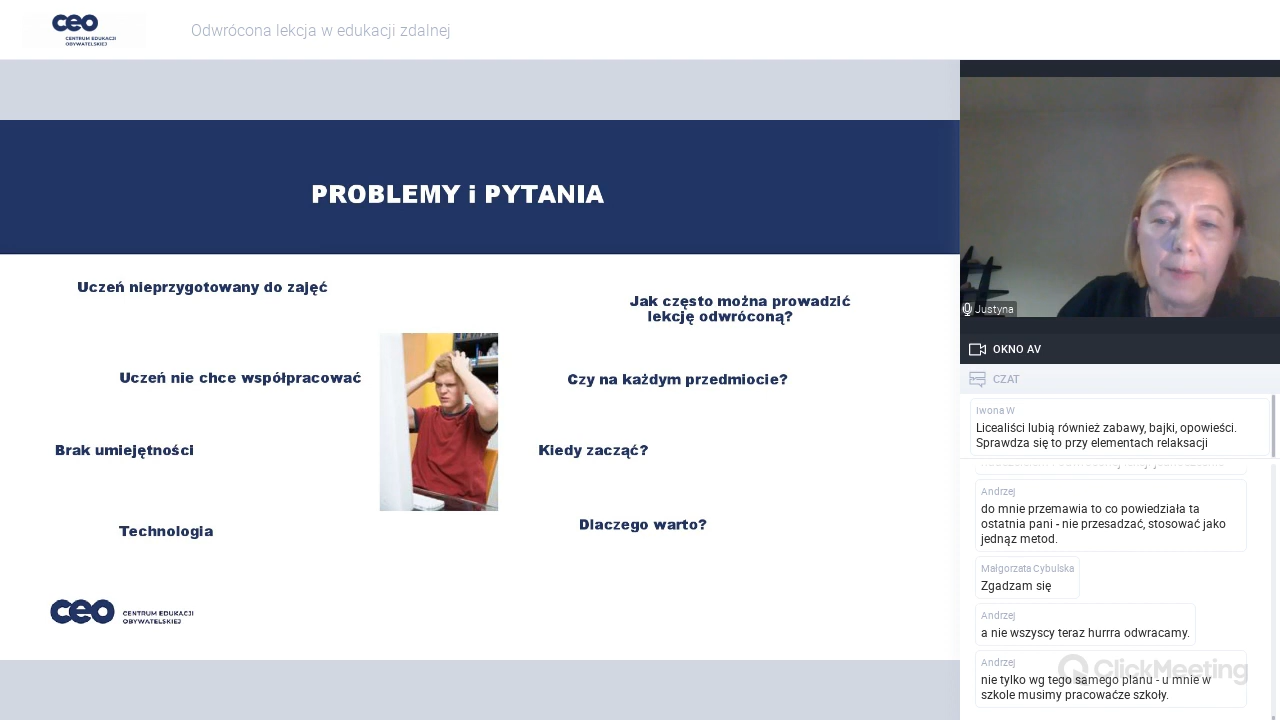 ceo
CENTRUM EDUKACJI
OBYWATELSKIEJ
Odwrócona lekcja w edukacji zdalnej
PROBLEMY i PYTANIA
Uczeń nieprzygotowany do zajęć
Uczeń nie chce współpracować
Brak umiejętności
Technologia
Jak często można prowadzić
lekcję odwróconą?
Czy na każdym przedmiocie?
Kiedy zacząć?
Dlaczego warto?
ceo
CENTRUM EDUKACJI
OBYWATELSKIEJ
Justyna
OKNO AV
CZAT
Iwona W
Licealiści lubią również zabawy, bajki, opowieści.
Sprawdza się to przy elementach relaksacji
Andrzej
do mnie przemawia to co powiedziała ta
ostatnia pani - nie przesadzać, stosować jako
jednąz metod.
Małgorzata Cybulska
Zgadzam się
Andrzej
a nie wszyscy teraz hurrra odwracamy.
Andrzej
nie tylko wg tego samego planu - u mnie w
szkole musimy pracowaćze szkoły.
ClickMeeting